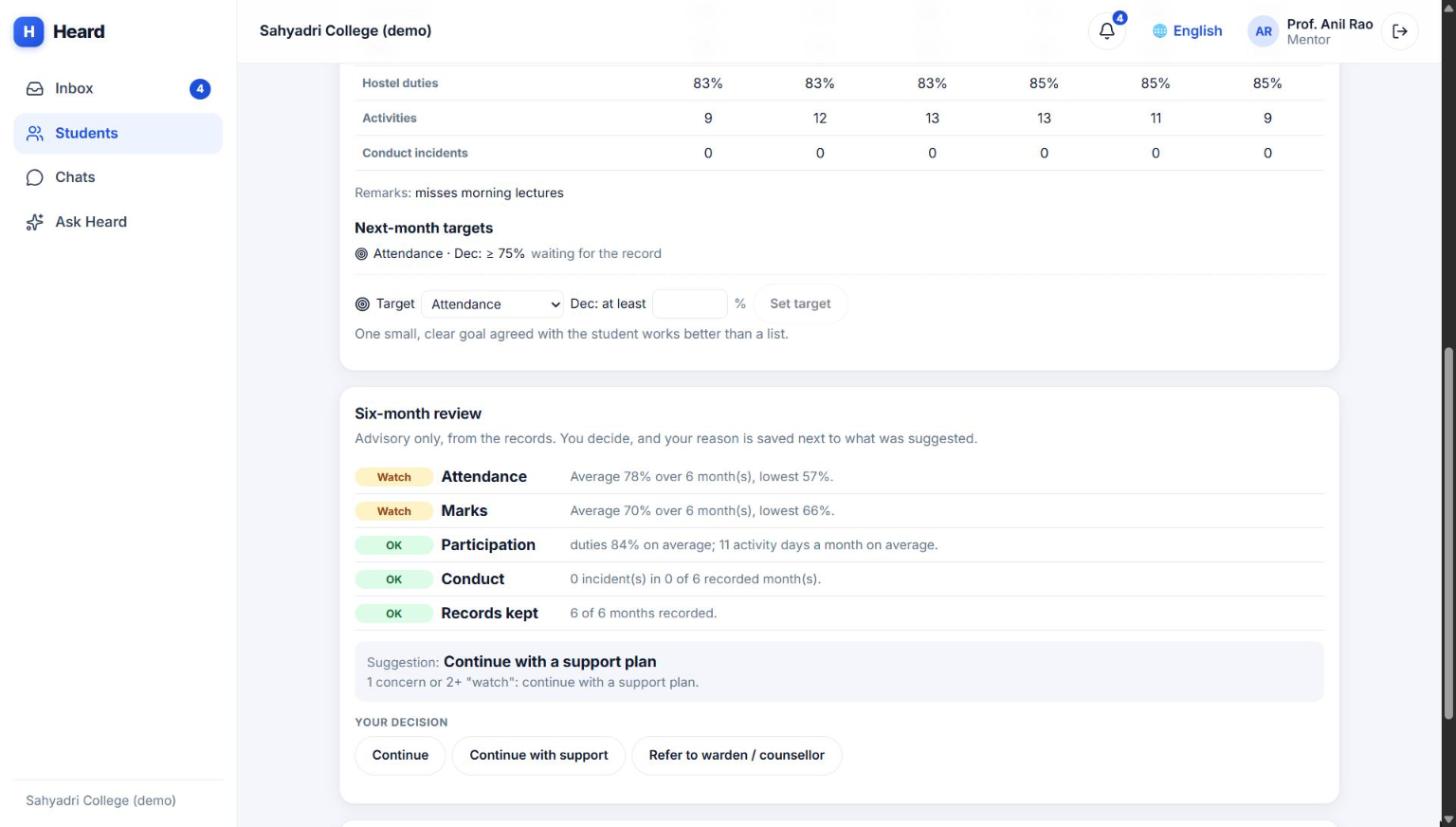 H Heard
Inbox 4
Students
Chats
Ask Heard
Sahyadri College (demo)
Sahyadri College (demo)
4
English
AR
Prof. Anil Rao
Mentor
Hostel duties 83% 83% 83% 85% 85% 85%
Activities 9 12 13 13 11 9
Conduct incidents 0 0 0 0 0 0
Remarks: misses morning lectures
Next-month targets
Attendance · Dec: ≥ 75% waiting for the record
Target Attendance Dec: at least % Set target
One small, clear goal agreed with the student works better than a list.
Six-month review
Advisory only, from the records. You decide, and your reason is saved next to what was suggested.
Watch Attendance Average 78% over 6 month(s), lowest 57%.
Watch Marks Average 70% over 6 month(s), lowest 66%.
OK Participation duties 84% on average; 11 activity days a month on average.
OK Conduct 0 incident(s) in 0 of 6 recorded month(s).
OK Records kept 6 of 6 months recorded.
Suggestion: Continue with a support plan
1 concern or 2+ "watch": continue with a support plan.
YOUR DECISION
Continue Continue with support Refer to warden / counsellor